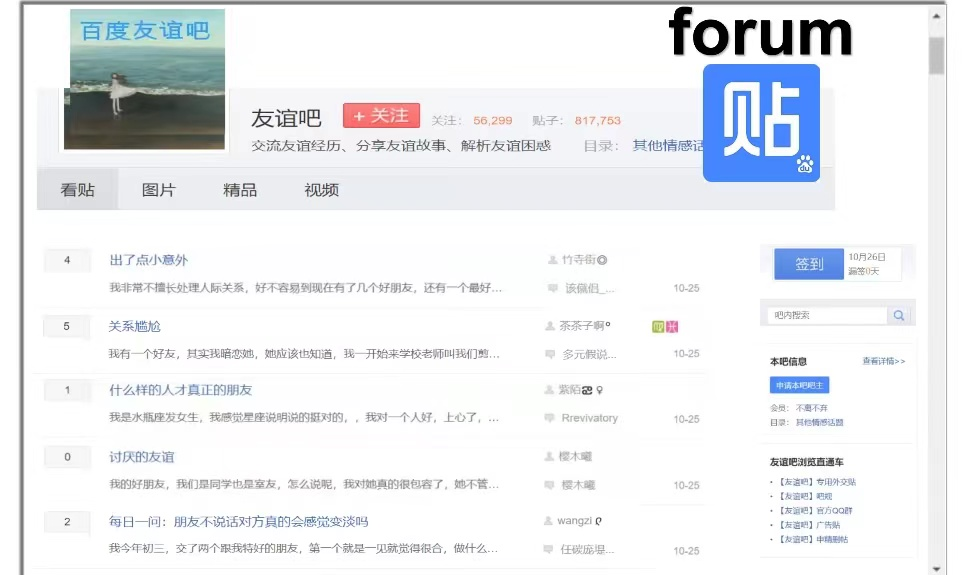 百度友谊吧
forum
贴
du
友谊吧
+ 关注
关注: 56,299 贴子: 817,753
交流友谊经历、分享友谊故事、解析友谊困惑
目录: 其他情感话
看贴 图片 精品 视频
4 出了点小意外 竹寺街◎
我非常不擅长处理人际关系，好不容易到现在有了几个好朋友，还有一个最好... 该佩侣_... 10-25
5 关系尴尬 茶茶子啊
我有一个好友，其实我暗恋她，她应该也知道，我一开始来学校老师叫我们剪... 多元假说... 10-25
1 什么样的人才真正的朋友 紫陌
我是水瓶座发女生，我感觉星座说明说的挺对的，，我对一个人好，上心了，... Rrevivatory 10-25
0 讨厌的友谊 樱木曦
我的好朋友，我们是同学也是室友，怎么说呢，我对她真的很包容了，她不管... 樱木曦 10-25
2 每日一问：朋友不说话对方真的会感觉变淡吗 wangzi
我今年初三，交了两个跟我特好的朋友，第一个就是一见就觉得很合，做什么... 任碳庞堤... 10-25
签到
10月26日
漏签0天
吧内搜索
本吧信息 查看详情>>
申请本吧吧主
会员: 不离不弃
目录: 其他情感话题
友谊吧浏览直通车
· 【友谊吧】专用外交贴
· 【友谊吧】吧规
· 【友谊吧】官方QQ群
· 【友谊吧】广告贴
· 【友谊吧】申精删帖